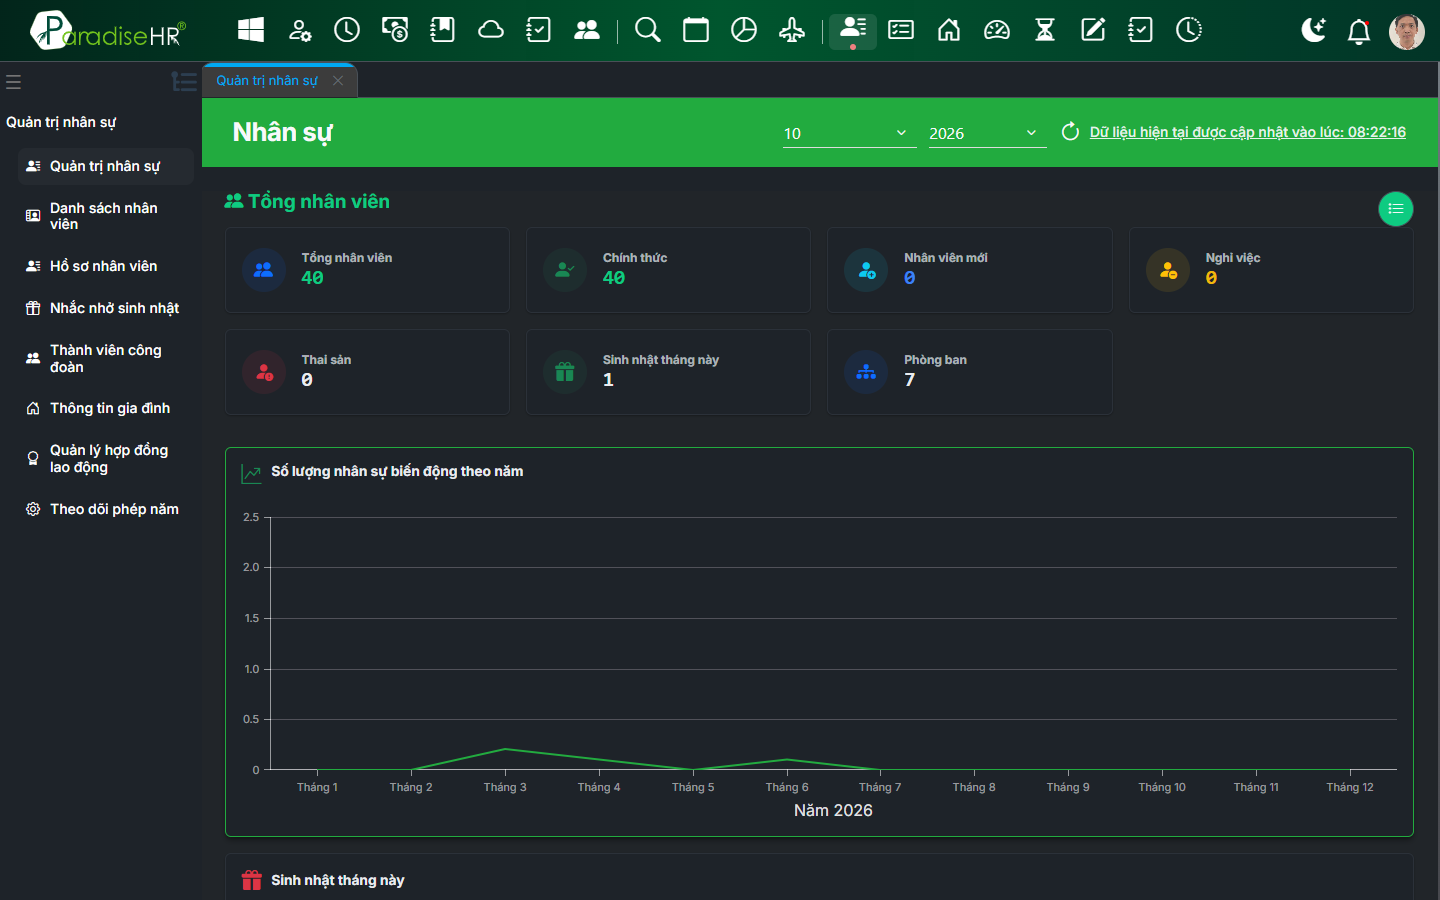 ParadiseHR®
Quản trị nhân sự
Quản trị nhân sự
Quản trị nhân sự
Danh sách nhân
viên
Hồ sơ nhân viên
Nhắc nhở sinh nhật
Thành viên công
đoàn
Thông tin gia đình
Quản lý hợp đồng
lao động
Theo dõi phép năm
Nhân sự
10
2026
Dữ liệu hiện tại được cập nhật vào lúc: 08:22:16
Tổng nhân viên
Tổng nhân viên
40
Chính thức
40
Nhân viên mới
0
Nghỉ việc
0
Thai sản
0
Sinh nhật tháng này
1
Phòng ban
7
Số lượng nhân sự biến động theo năm
2.5
2.0
1.5
1.0
0.5
0
Tháng 1
Tháng 2
Tháng 3
Tháng 4
Tháng 5
Tháng 6
Tháng 7
Tháng 8
Tháng 9
Tháng 10
Tháng 11
Tháng 12
Năm 2026
Sinh nhật tháng này